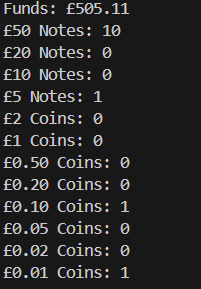 Funds: £505.11
£50 Notes: 10
£20 Notes: 0
£10 Notes: 0
£5 Notes: 1
£2 Coins: 0
£1 Coins: 0
£0.50 Coins: 0
£0.20 Coins: 0
£0.10 Coins: 1
£0.05 Coins: 0
£0.02 Coins: 0
£0.01 Coins: 1